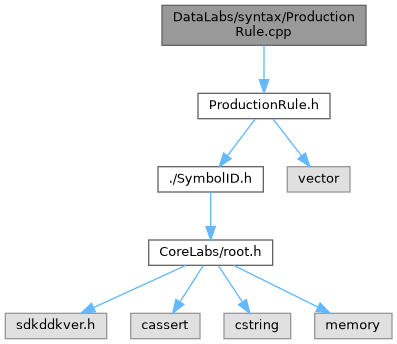 DataLabs/syntax/Production
Rule.cpp
ProductionRule.h
./SymbolID.h
vector
CoreLabs/root.h
sdkddkver.h
cassert
cstring
memory